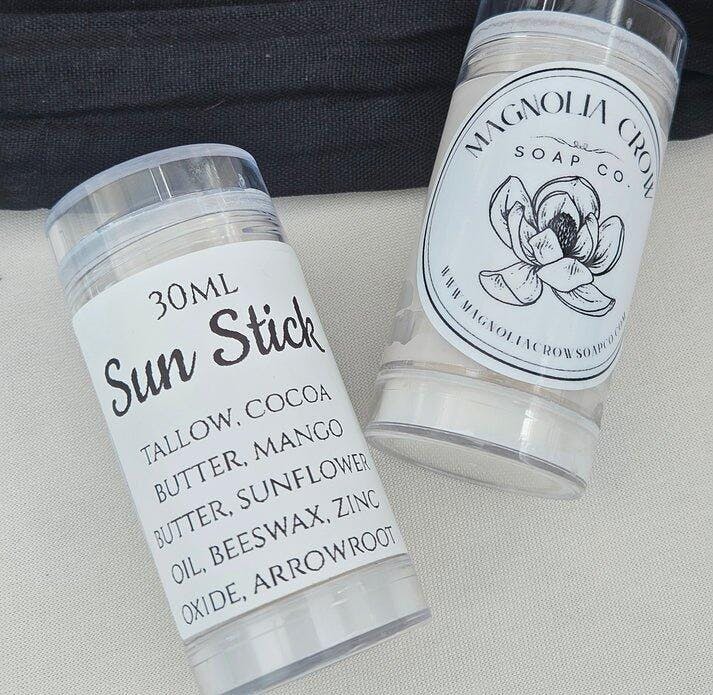 30ML
Sun Stick
TALLOW, COCOA
BUTTER, MANGO
BUTTER, SUNFLOWER
OIL, BEESWAX, ZINC
OXIDE, ARROWROOT
MAGNOLIA CROW
SOAP CO.
WWW.MAGNOLIACROWSOAPCO.COM